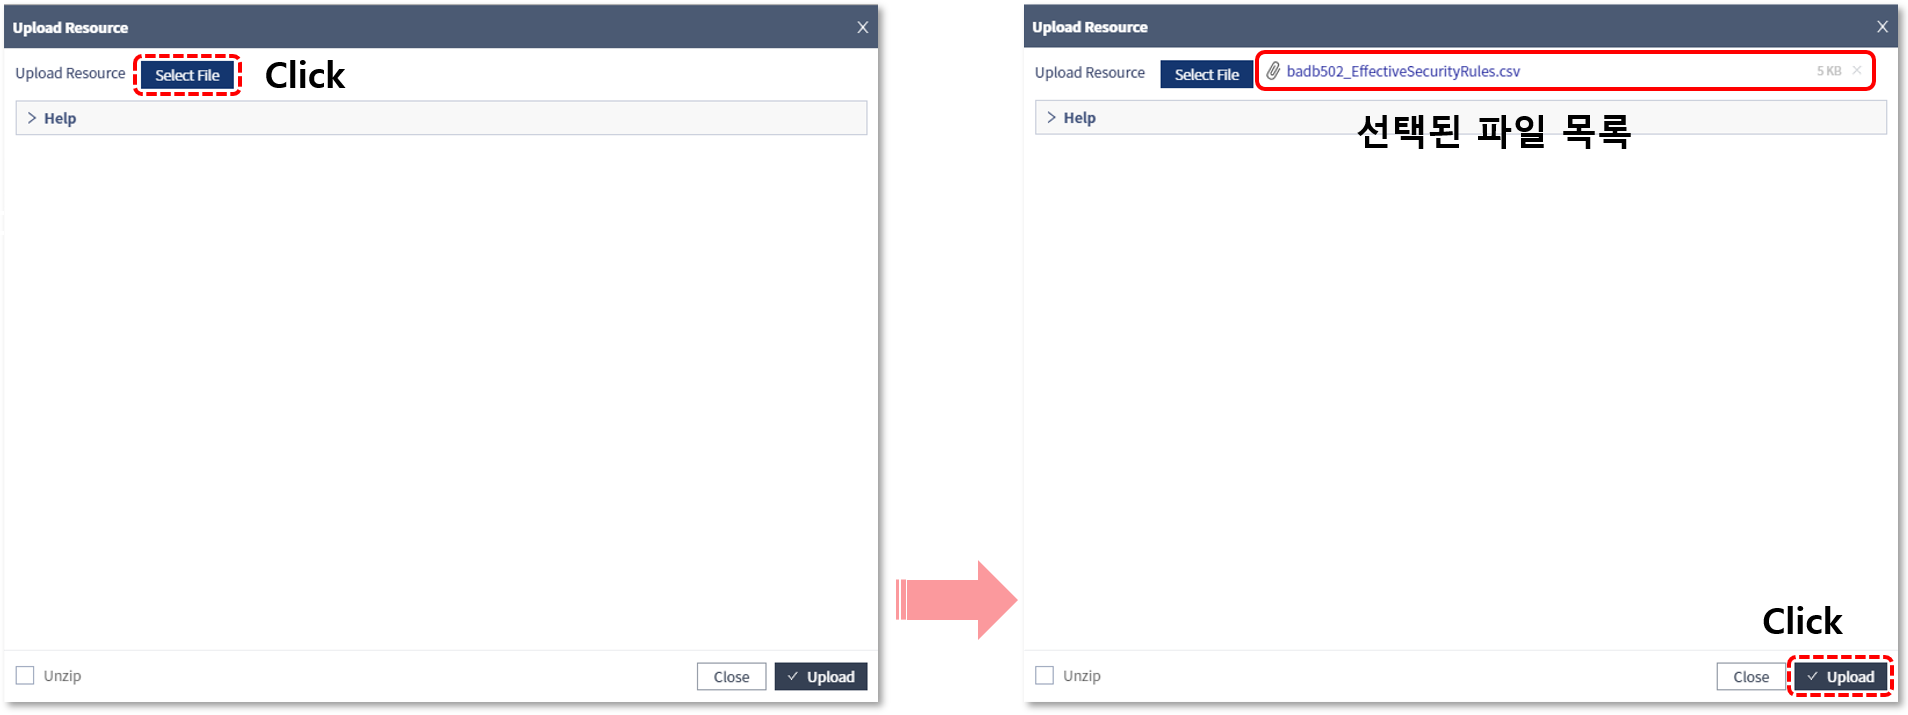 Upload Resource
X
Upload Resource
Select File
Click
> Help
Unzip
Close
✓ Upload
Upload Resource
X
Upload Resource
Select File
badb502_EffectiveSecurityRules.csv
5 KB
×
> Help
선택된 파일 목록
Click
Unzip
Close
✓ Upload